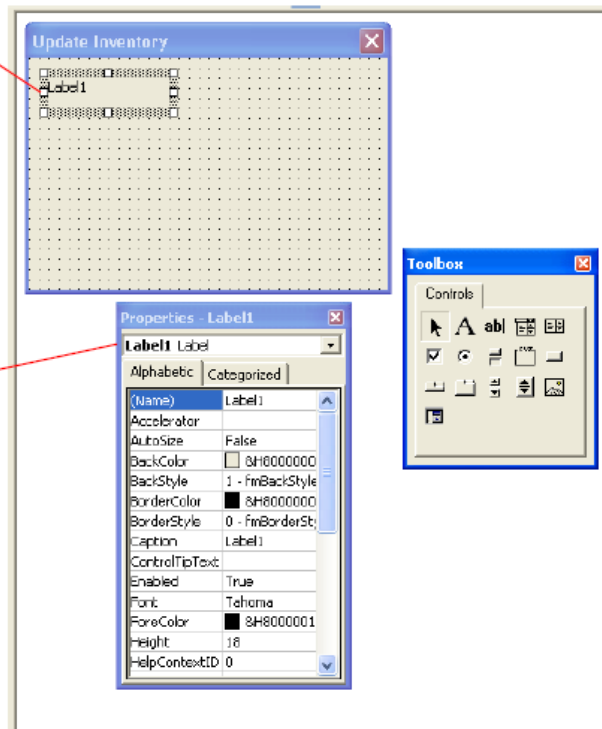 Update Inventory
Label1
Toolbox
Controls
A ab|
Properties - Label1
Label1 Label
Alphabetic Categorized
(Name) Label1
Accelerator
AutoSize False
BackColor &H8000000
BackStyle 1 - fmBackStyle
BorderColor &H8000000
BorderStyle 0 - fmBorderSty
Caption Label1
ControlTipText
Enabled True
Font Tahoma
ForeColor &H8000001
Height 18
HelpContextID 0